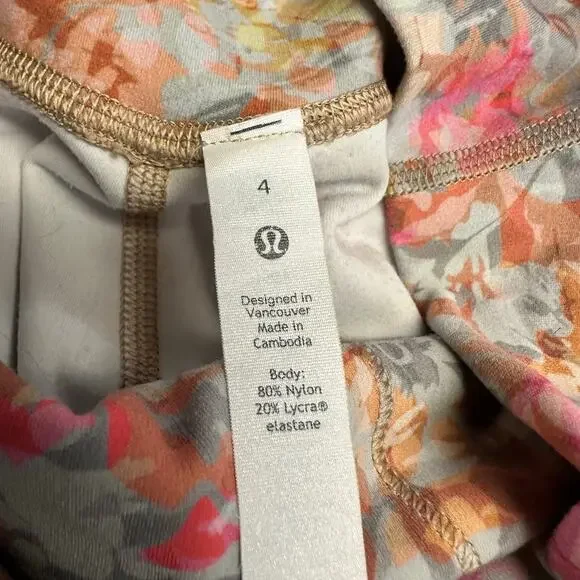 4
Designed in
Vancouver
Made in
Cambodia
Body:
80% Nylon
20% Lycra®
elastane